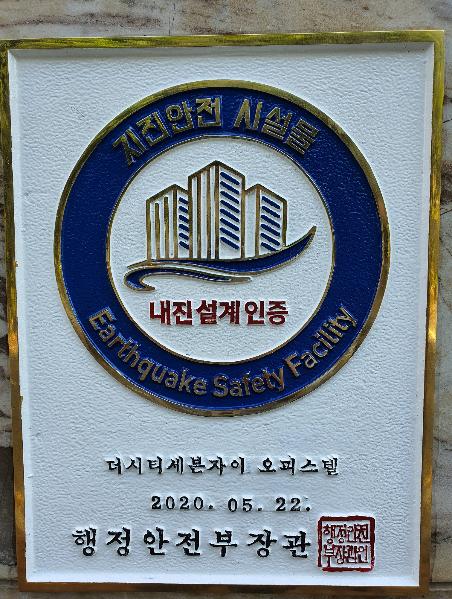 지진안전 시설물
내진설계인증
Earthquake Safety Facility
더시티세븐자이 오피스텔
2020. 05. 22.
행정안전부장관
행정안전
부장관인